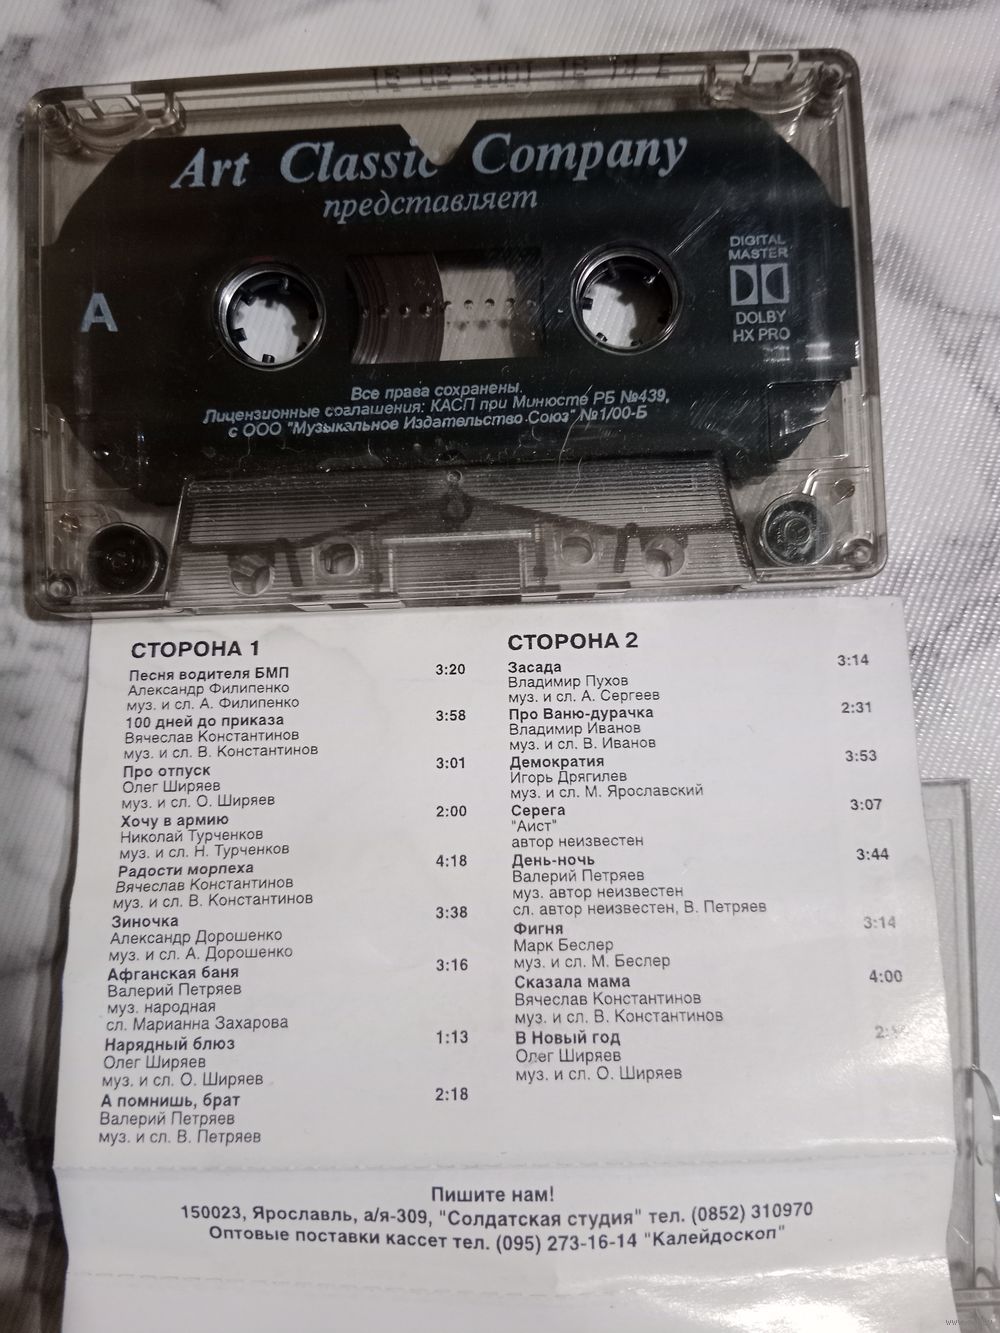 Art Classic Company
представляет
A
DIGITAL
MASTER
DOLBY
HX PRO
Все права сохранены.
Лицензионные соглашения: КАСП при Минюсте РБ №439,
с ООО "Музыкальное Издательство Союз" №1/00-Б
СТОРОНА 1
Песня водителя БМП 3:20
Александр Филипенко
муз. и сл. А. Филипенко
100 дней до приказа 3:58
Вячеслав Константинов
муз. и сл. В. Константинов
Про отпуск 3:01
Олег Ширяев
муз. и сл. О. Ширяев
Хочу в армию 2:00
Николай Турченков
муз. и сл. Н. Турченков
Радости морпеха 4:18
Вячеслав Константинов
муз. и сл. В. Константинов
Зиночка 3:38
Александр Дорошенко
муз. и сл. А. Дорошенко
Афганская баня 3:16
Валерий Петряев
муз. народная
сл. Марианна Захарова
Нарядный блюз 1:13
Олег Ширяев
муз. и сл. О. Ширяев
А помнишь, брат 2:18
Валерий Петряев
муз. и сл. В. Петряев
СТОРОНА 2
Засада 3:14
Владимир Пухов
муз. и сл. А. Сергеев
Про Ваню-дурачка 2:31
Владимир Иванов
муз. и сл. В. Иванов
Демократия 3:53
Игорь Дрягилев
муз. и сл. М. Ярославский
Серега 3:07
"Аист"
автор неизвестен
День-ночь 3:44
Валерий Петряев
муз. автор неизвестен
сл. автор неизвестен, В. Петряев
Фигня 3:14
Марк Беслер
муз. и сл. М. Беслер
Сказала мама 4:00
Вячеслав Константинов
муз. и сл. В. Константинов
В Новый год
Олег Ширяев
муз. и сл. О. Ширяев
Пишите нам!
150023, Ярославль, а/я-309, "Солдатская студия" тел. (0852) 310970
Оптовые поставки кассет тел. (095) 273-16-14 "Калейдоскоп"